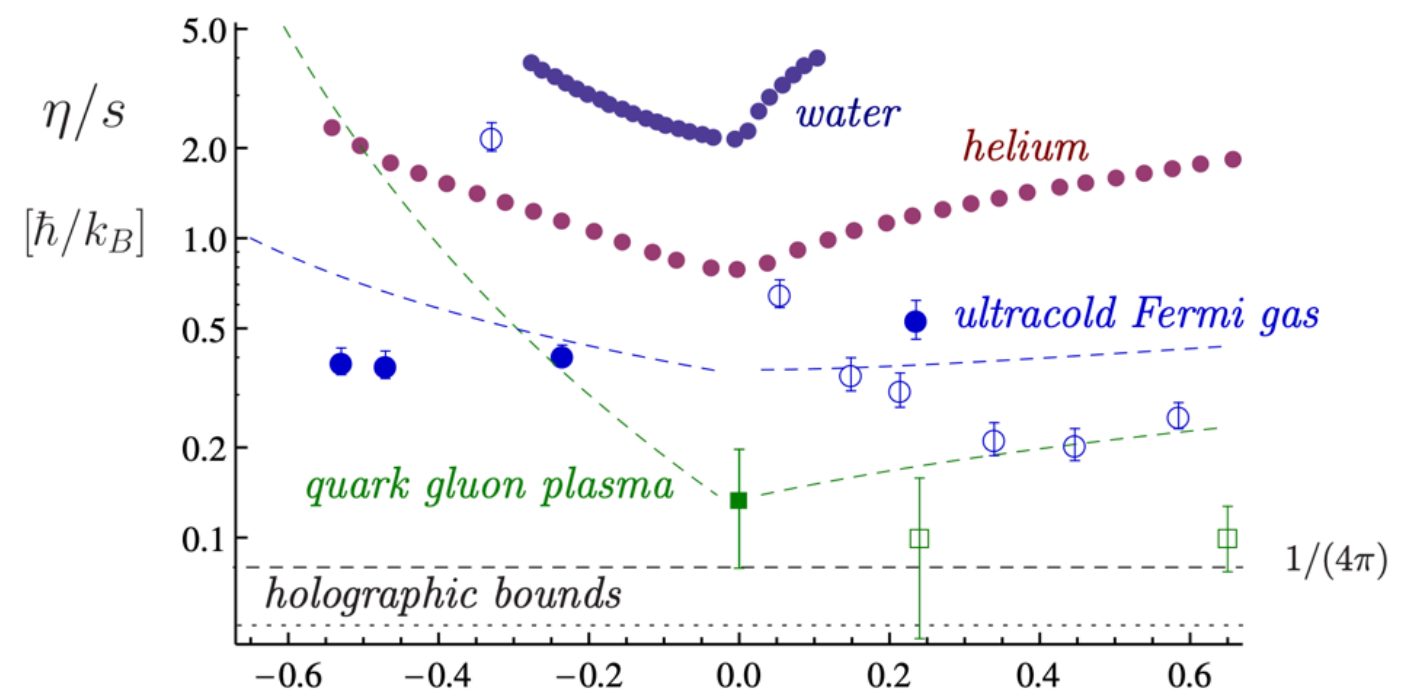 5.0
η/s
water
2.0
helium
[ħ/k_B]
1.0
0.5
ultracold Fermi gas
0.2
quark gluon plasma
0.1
1/(4π)
holographic bounds
−0.6 −0.4 −0.2 0.0 0.2 0.4 0.6